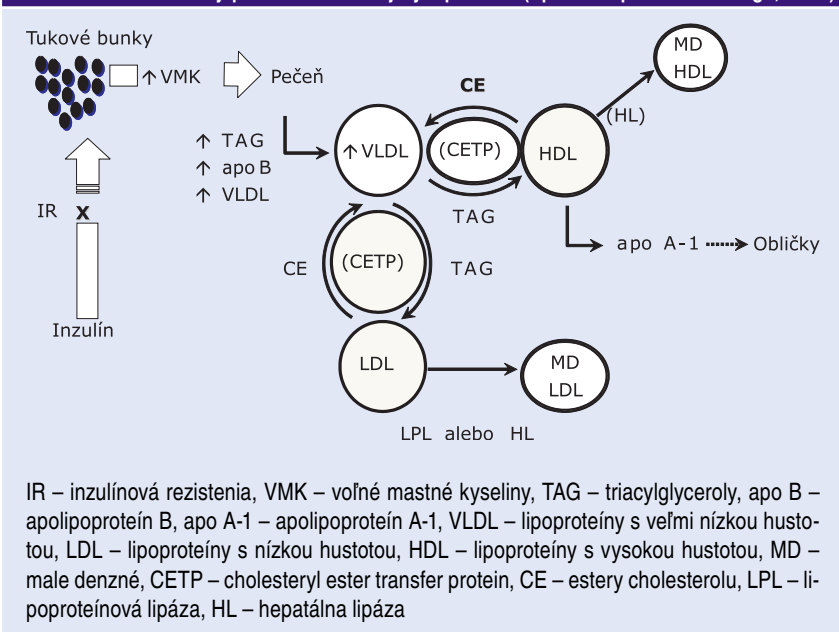 Tukové bunky
↑ VMK
Pečeň
↑ TAG
↑ apo B
↑ VLDL
IR X
Inzulín
↑ VLDL
CE
(CETP)
TAG
HDL
(HL)
MD
HDL
apo A-1
Obličky
CE
(CETP)
TAG
LDL
MD
LDL
LPL alebo HL
IR – inzulínová rezistenia, VMK – voľné mastné kyseliny, TAG – triacylglyceroly, apo B –
apolipoproteín B, apo A-1 – apolipoproteín A-1, VLDL – lipoproteíny s veľmi nízkou husto-
tou, LDL – lipoproteíny s nízkou hustotou, HDL – lipoproteíny s vysokou hustotou, MD –
male denzné, CETP – cholesteryl ester transfer protein, CE – estery cholesterolu, LPL – li-
poproteínová lipáza, HL – hepatálna lipáza